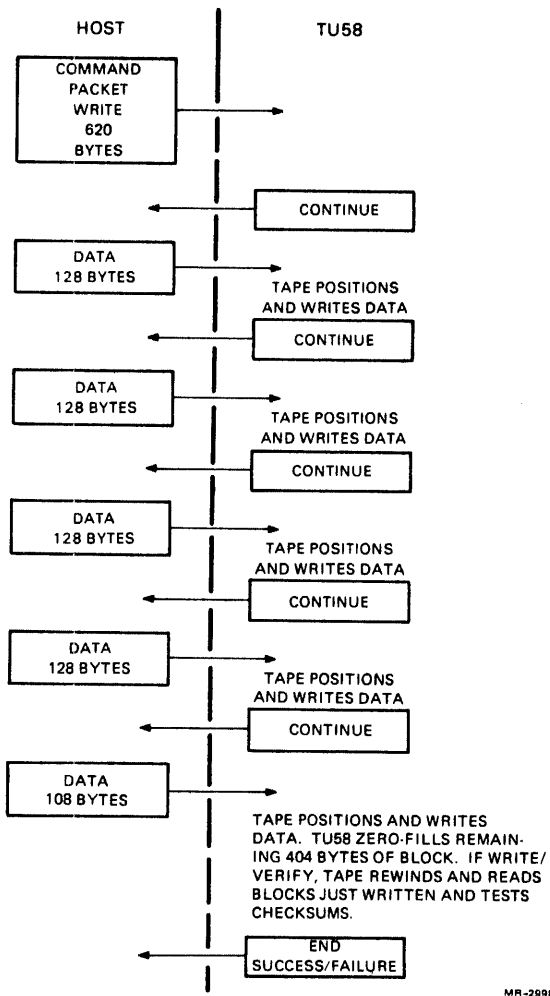 HOST
TU58
COMMAND
PACKET
WRITE
620
BYTES
CONTINUE
DATA
128 BYTES
TAPE POSITIONS
AND WRITES DATA
CONTINUE
DATA
128 BYTES
TAPE POSITIONS
AND WRITES DATA
CONTINUE
DATA
128 BYTES
TAPE POSITIONS
AND WRITES DATA
CONTINUE
DATA
128 BYTES
TAPE POSITIONS
AND WRITES DATA
CONTINUE
DATA
108 BYTES
TAPE POSITIONS AND WRITES
DATA. TU58 ZERO-FILLS REMAIN-
ING 404 BYTES OF BLOCK. IF WRITE/
VERIFY, TAPE REWINDS AND READS
BLOCKS JUST WRITTEN AND TESTS
CHECKSUMS.
END
SUCCESS/FAILURE